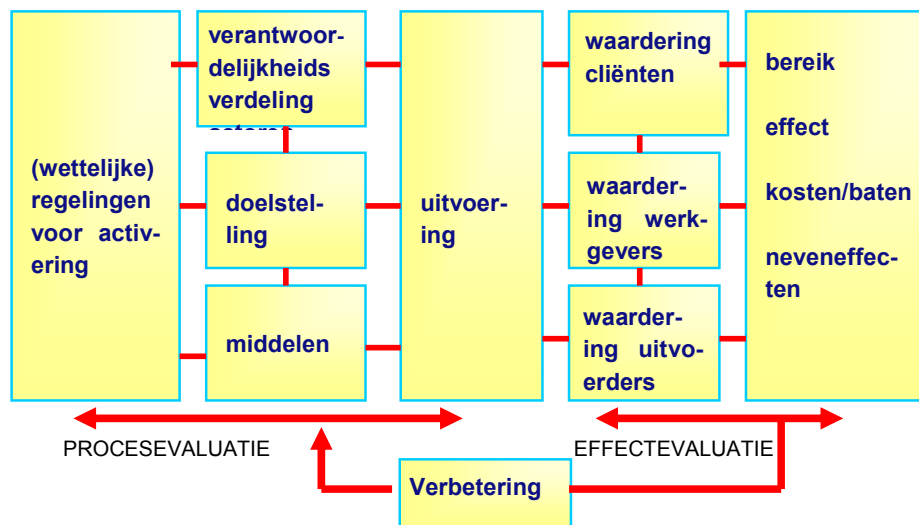 (wettelijke)
regelingen
voor activ-
ering
verantwoor-
delijkheids
verdeling
doelstel-
ling
middelen
uitvoer-
ing
waardering
cliënten
waarder-
ing werk-
gevers
waarder-
ing uitvo-
erders
bereik
effect
kosten/baten
neveneffec-
ten
PROCESEVALUATIE
EFFECTEVALUATIE
Verbetering